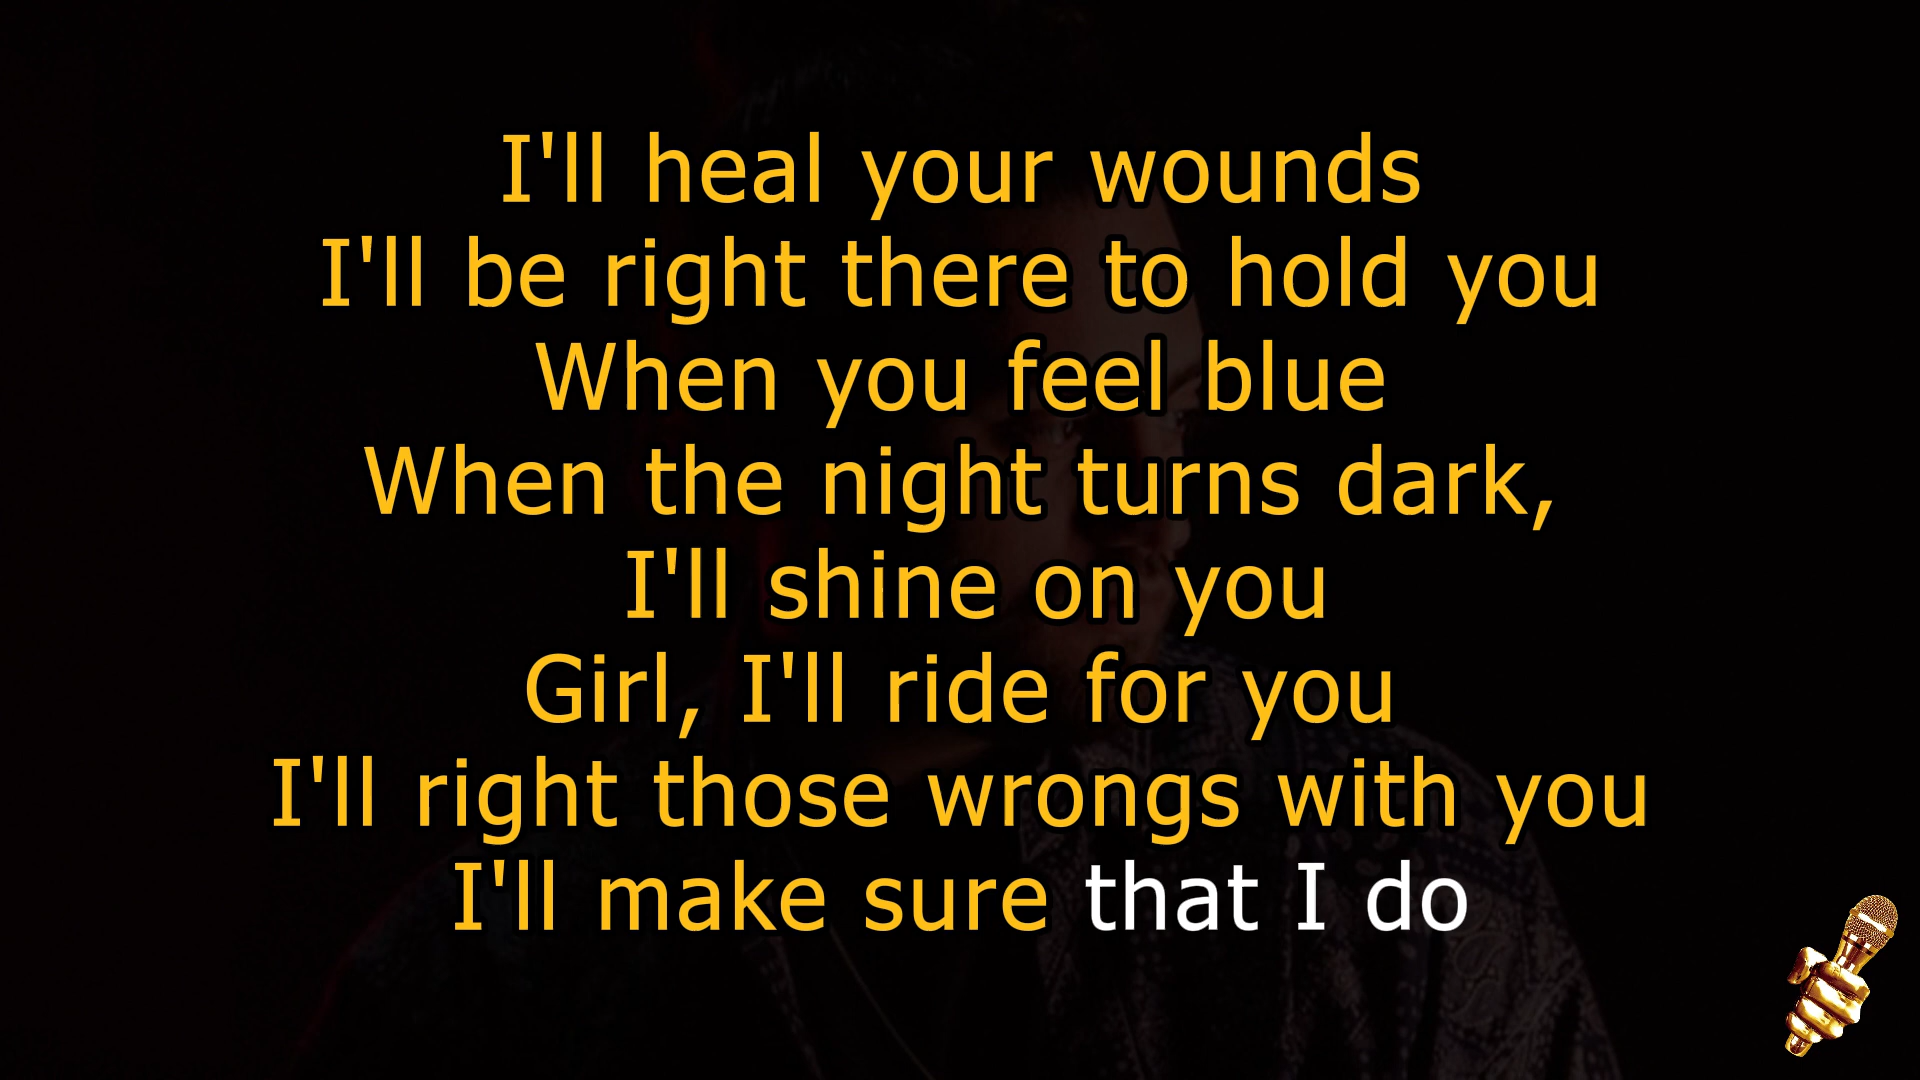 I'll heal your wounds
I'll be right there to hold you
When you feel blue
When the night turns dark,
I'll shine on you
Girl, I'll ride for you
I'll right those wrongs with you
I'll make sure that I do